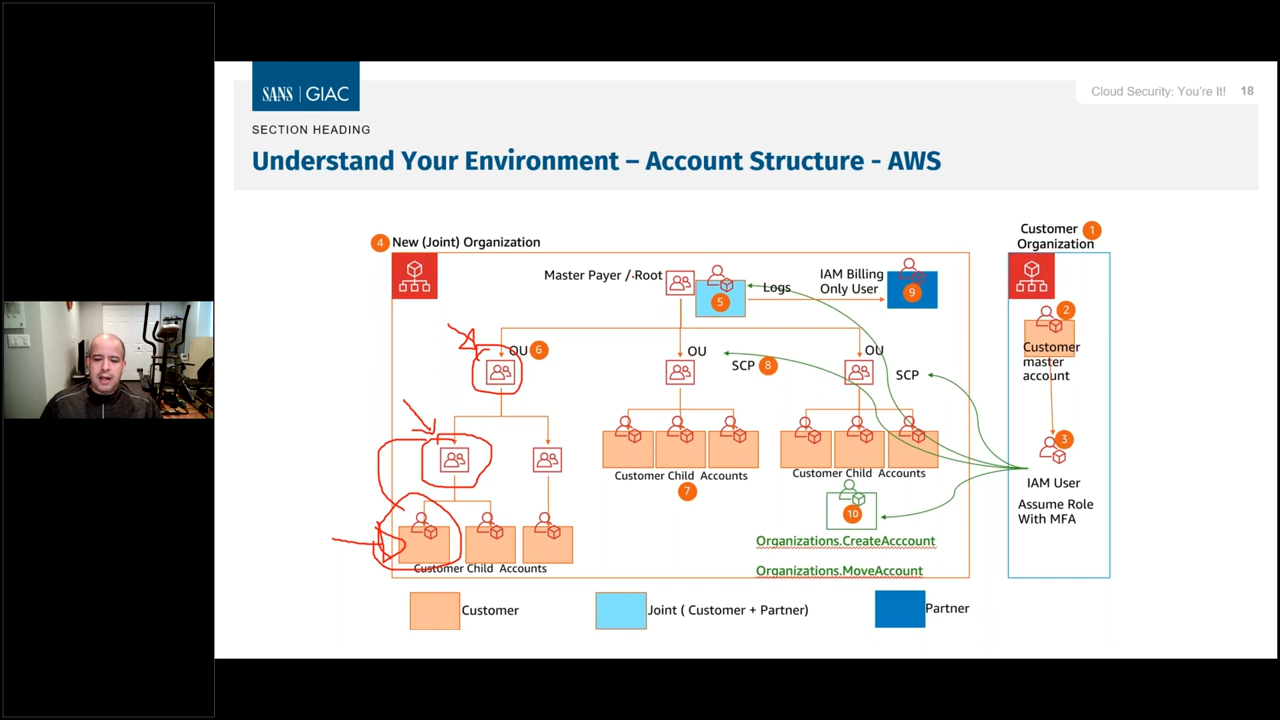 SANS | GIAC
Cloud Security: You're It! 18
SECTION HEADING
Understand Your Environment – Account Structure - AWS
4 New (Joint) Organization
Customer 1
Organization
Master Payer / Root
5
Logs
IAM Billing
Only User
9
2
Customer
master
account
OU 6
OU
SCP 8
OU
SCP
3
IAM User
Assume Role
With MFA
Customer Child Accounts
7
Customer Child Accounts
10
Organizations.CreateAcccount
Organizations.MoveAccount
Customer Child Accounts
Customer
Joint ( Customer + Partner)
Partner